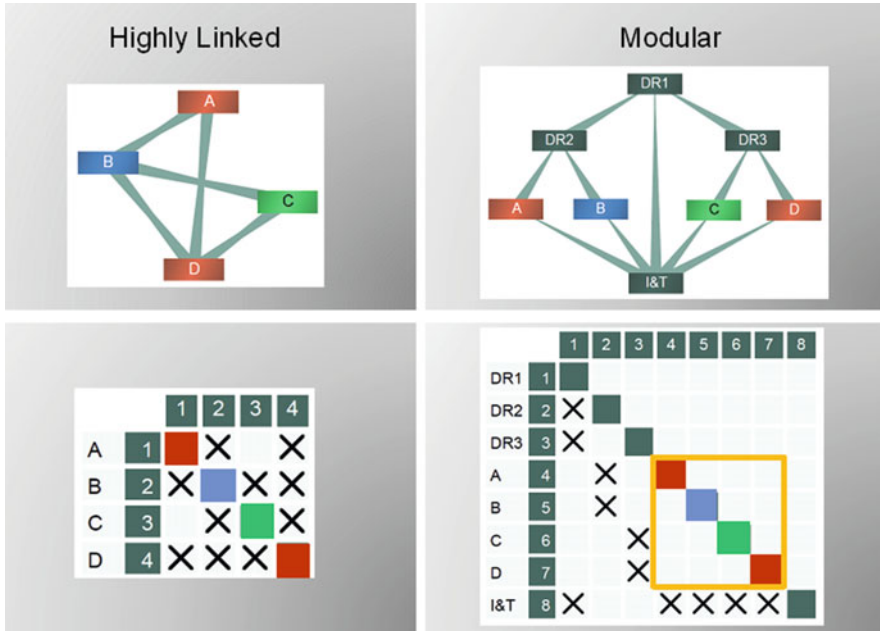 Highly Linked
A
B
C
D
Modular
DR1
DR2 DR3
A B C D
I&T
1 2 3 4
A 1 X X
B 2 X X X
C 3 X X
D 4 X X X
1 2 3 4 5 6 7 8
DR1 1
DR2 2 X
DR3 3 X
A 4 X
B 5 X
C 6 X
D 7 X
I&T 8 X X X X X